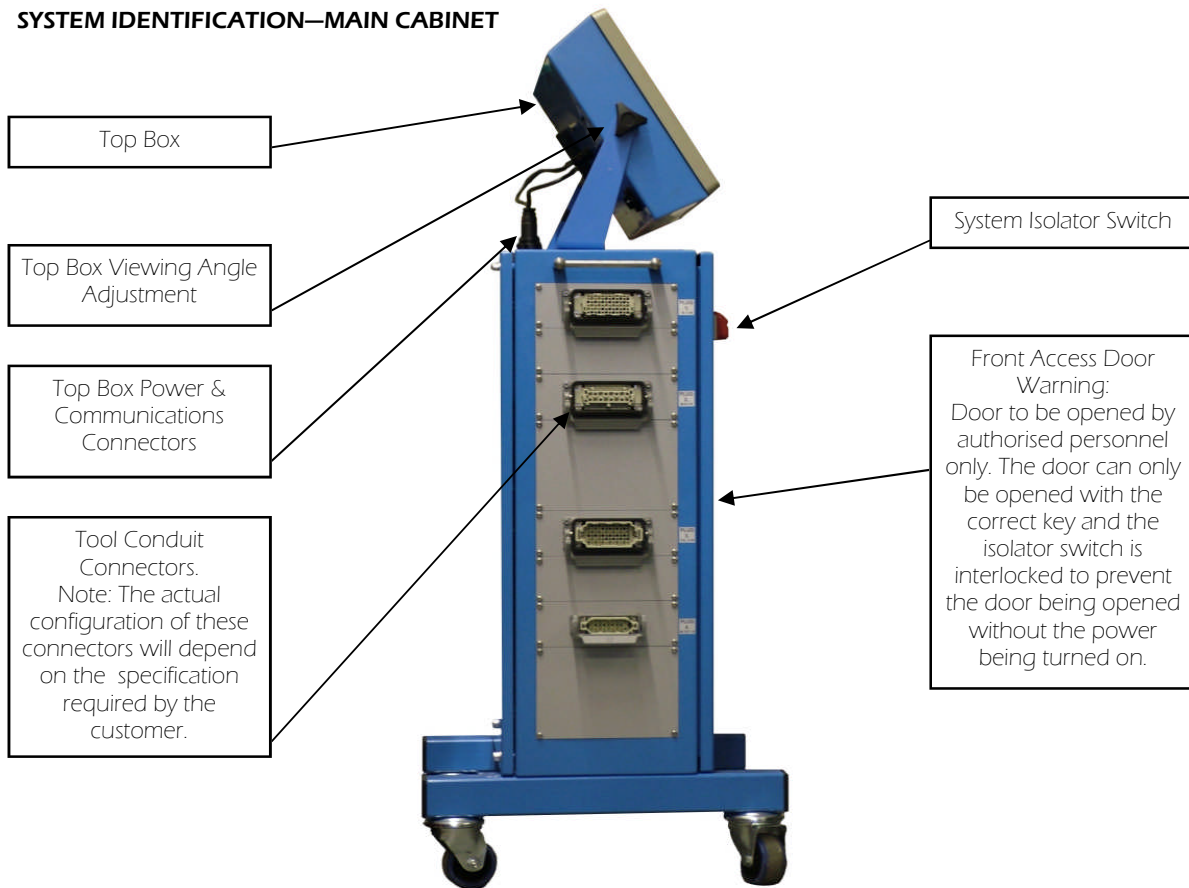 SYSTEM IDENTIFICATION—MAIN CABINET
Top Box
Top Box Viewing Angle
Adjustment
Top Box Power &
Communications
Connectors
Tool Conduit
Connectors.
Note: The actual
configuration of these
connectors will depend
on the specification
required by the
customer.
System Isolator Switch
Front Access Door
Warning:
Door to be opened by
authorised personnel
only. The door can only
be opened with the
correct key and the
isolator switch is
interlocked to prevent
the door being opened
without the power
being turned on.